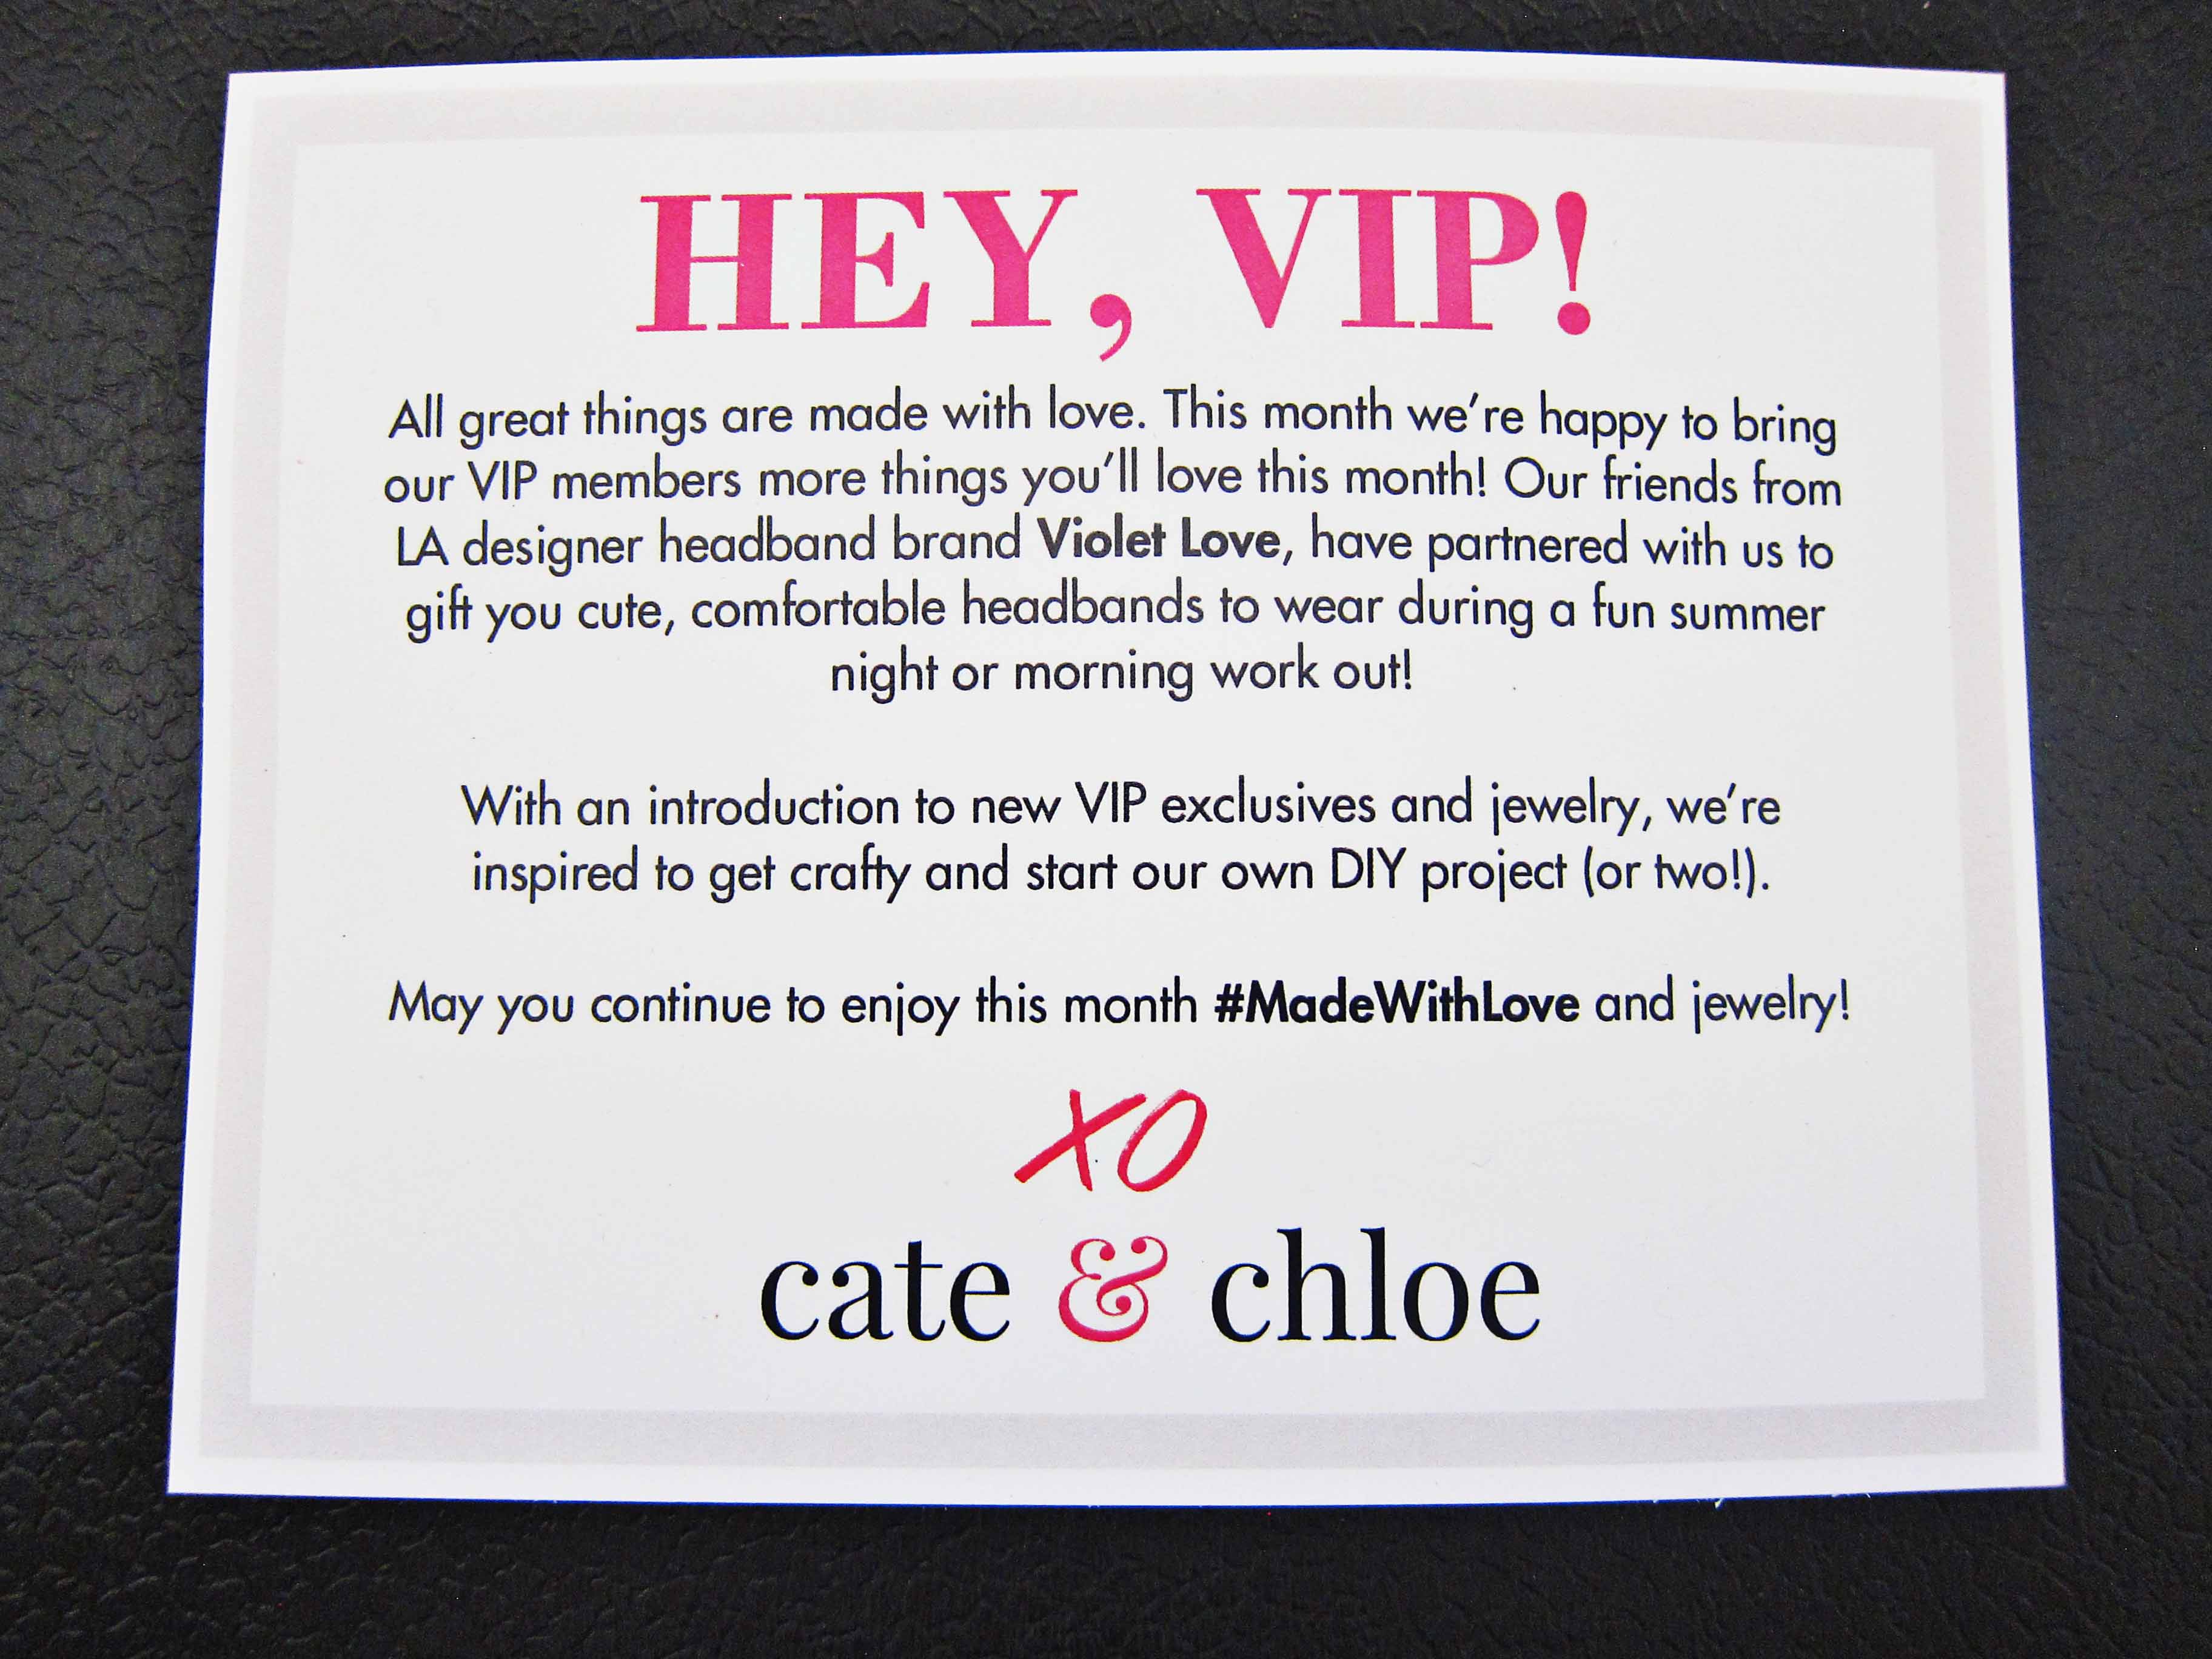 HEY, VIP!
All great things are made with love. This month we're happy to bring
our VIP members more things you'll love this month! Our friends from
LA designer headband brand Violet Love, have partnered with us to
gift you cute, comfortable headbands to wear during a fun summer
night or morning work out!
With an introduction to new VIP exclusives and jewelry, we're
inspired to get crafty and start our own DIY project (or two!).
May you continue to enjoy this month #MadeWithLove and jewelry!
XO
cate & chloe